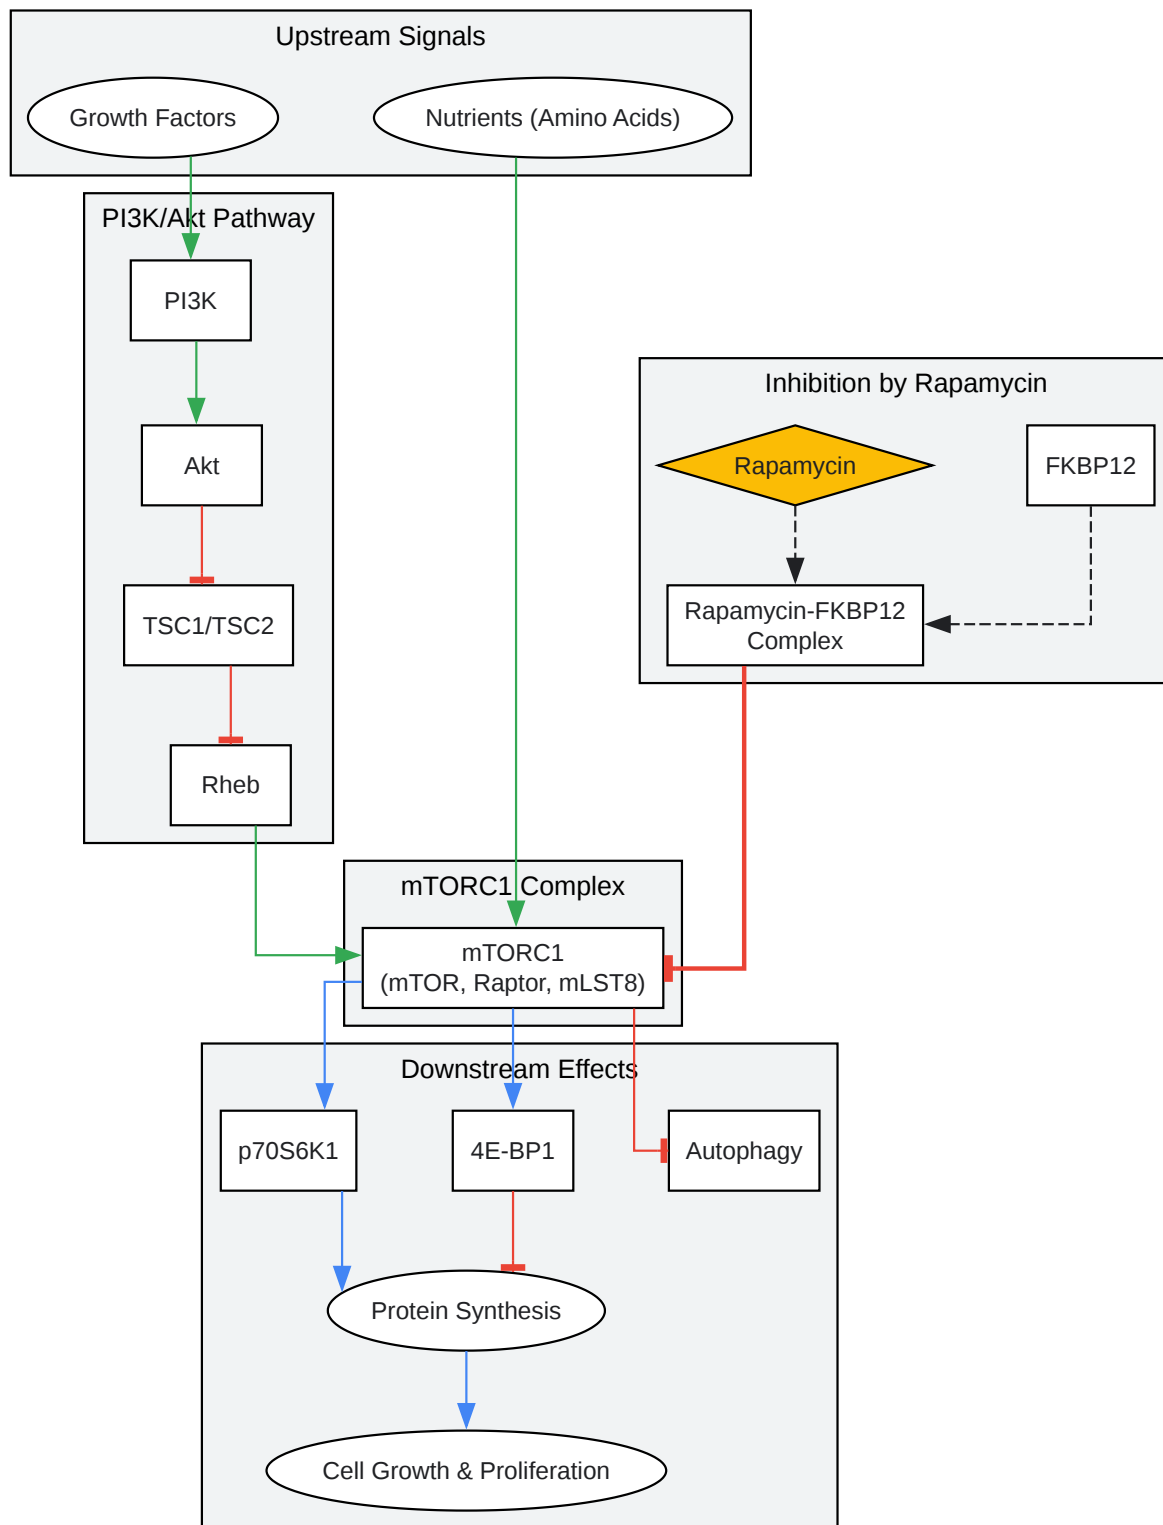 Upstream Signals
Growth Factors
Nutrients (Amino Acids)
PI3K/Akt Pathway
PI3K
Akt
TSC1/TSC2
Rheb
Inhibition by Rapamycin
Rapamycin
FKBP12
Rapamycin-FKBP12
Complex
mTORC1 Complex
mTORC1
(mTOR, Raptor, mLST8)
Downstream Effects
p70S6K1
4E-BP1
Autophagy
Protein Synthesis
Cell Growth & Proliferation